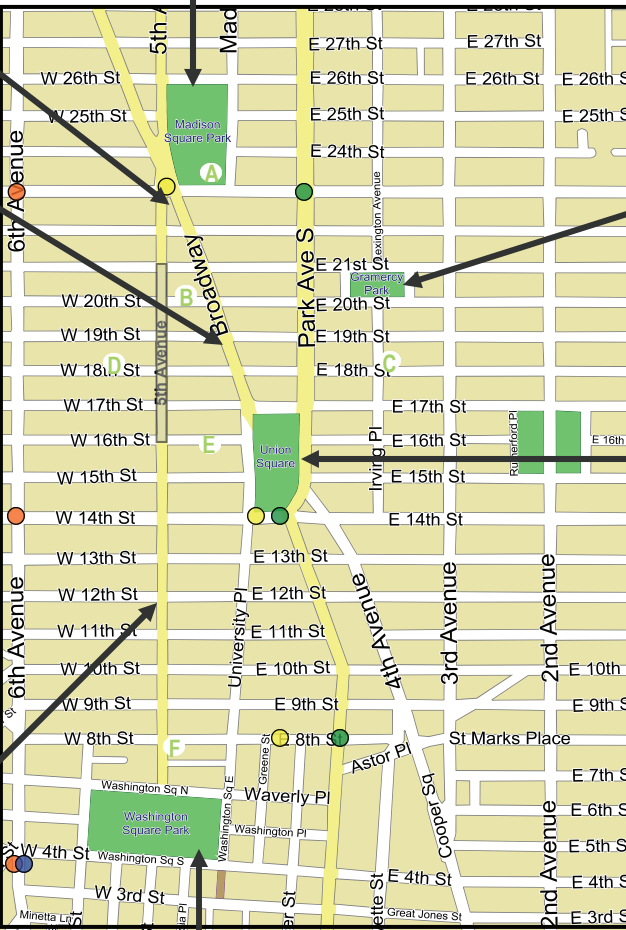 5th A
Mad
E 27th St
E 27th St
W 26th St
E 26th St
E 26th St
E 26th S
W 25th St
E 25th St
E 25th S
Madison
Square Park
E 24th St
6th Avenue
A
Lexington Avenue
Broadway
Park Ave S
E 21st St
Gramercy
Park
B
W 20th St
E 20th St
W 19th St
E 19th St
5th Avenue
D
W 18th St
E 18th St
C
W 17th St
E 17th St
W 16th St
E
Union
Square
Irving Pl
E 16th St
Rutherford Pl
E 16th
W 15th St
E 15th St
W 14th St
E 14th St
W 13th St
E 13th St
W 12th St
E 12th St
6th Avenue
University Pl
4th Avenue
3rd Avenue
2nd Avenue
W 11th St
E 11th St
W 10th St
E 10th St
E 10th
W 9th St
E 9th St
E 9th S
St
W 8th St
F
Greene St
E 8th St
St Marks Place
Astor Pl
E 7th S
Washington Sq N
Waverly Pl
Washington Sq E
Cooper Sq
2nd Avenue
E 6th S
Washington
Square Park
Washington Pl
E 5th S
W 4th St
Washington Sq S
E 4th St
E 4th S
W 3rd St
er St
ette St
Great Jones St
E 3rd S
Minetta Ln
St
ia Pl